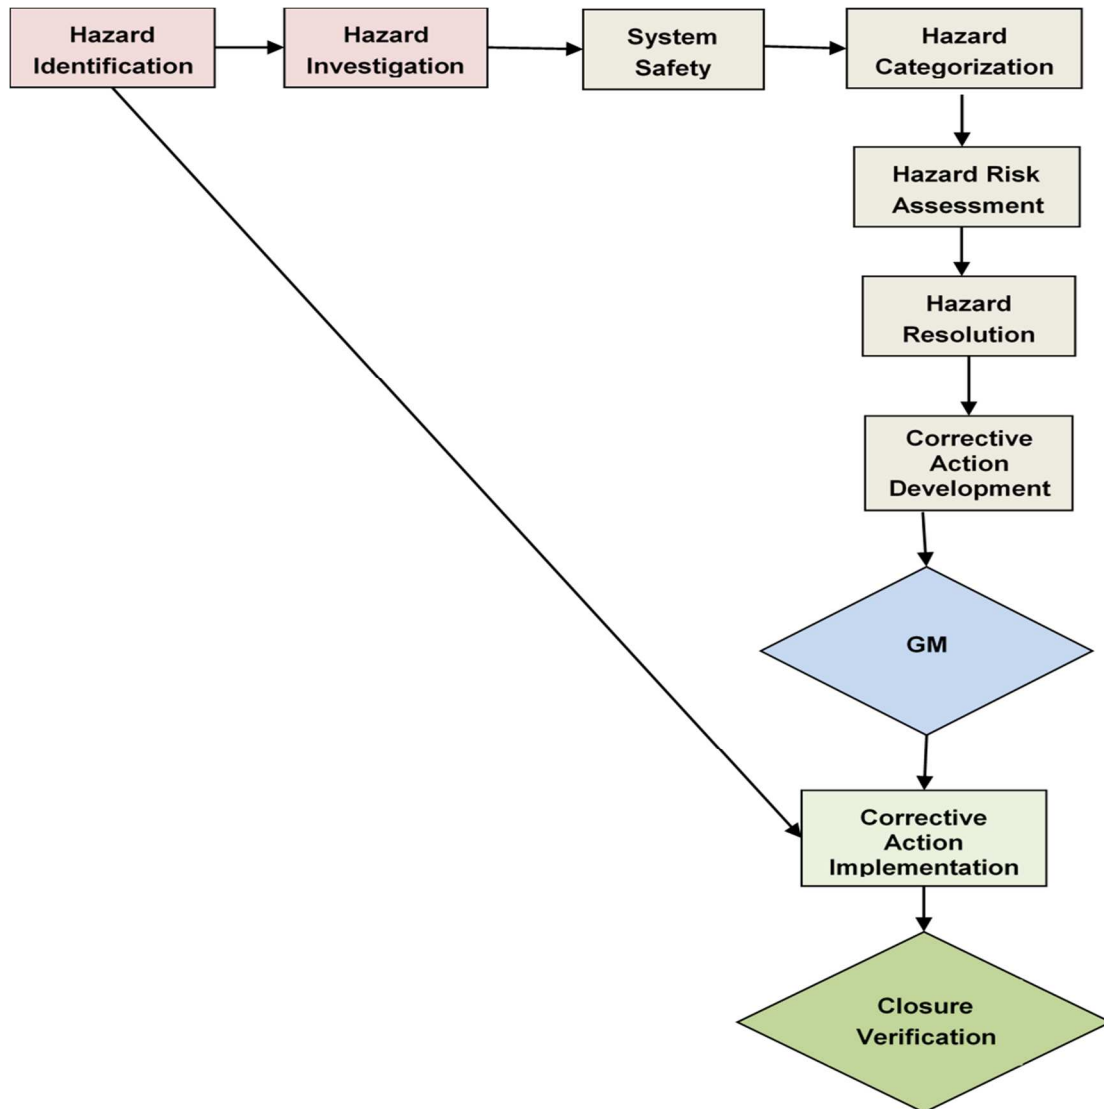 Hazard
Identification
Hazard
Investigation
System
Safety
Hazard
Categorization
Hazard Risk
Assessment
Hazard
Resolution
Corrective
Action
Development
GM
Corrective
Action
Implementation
Closure
Verification